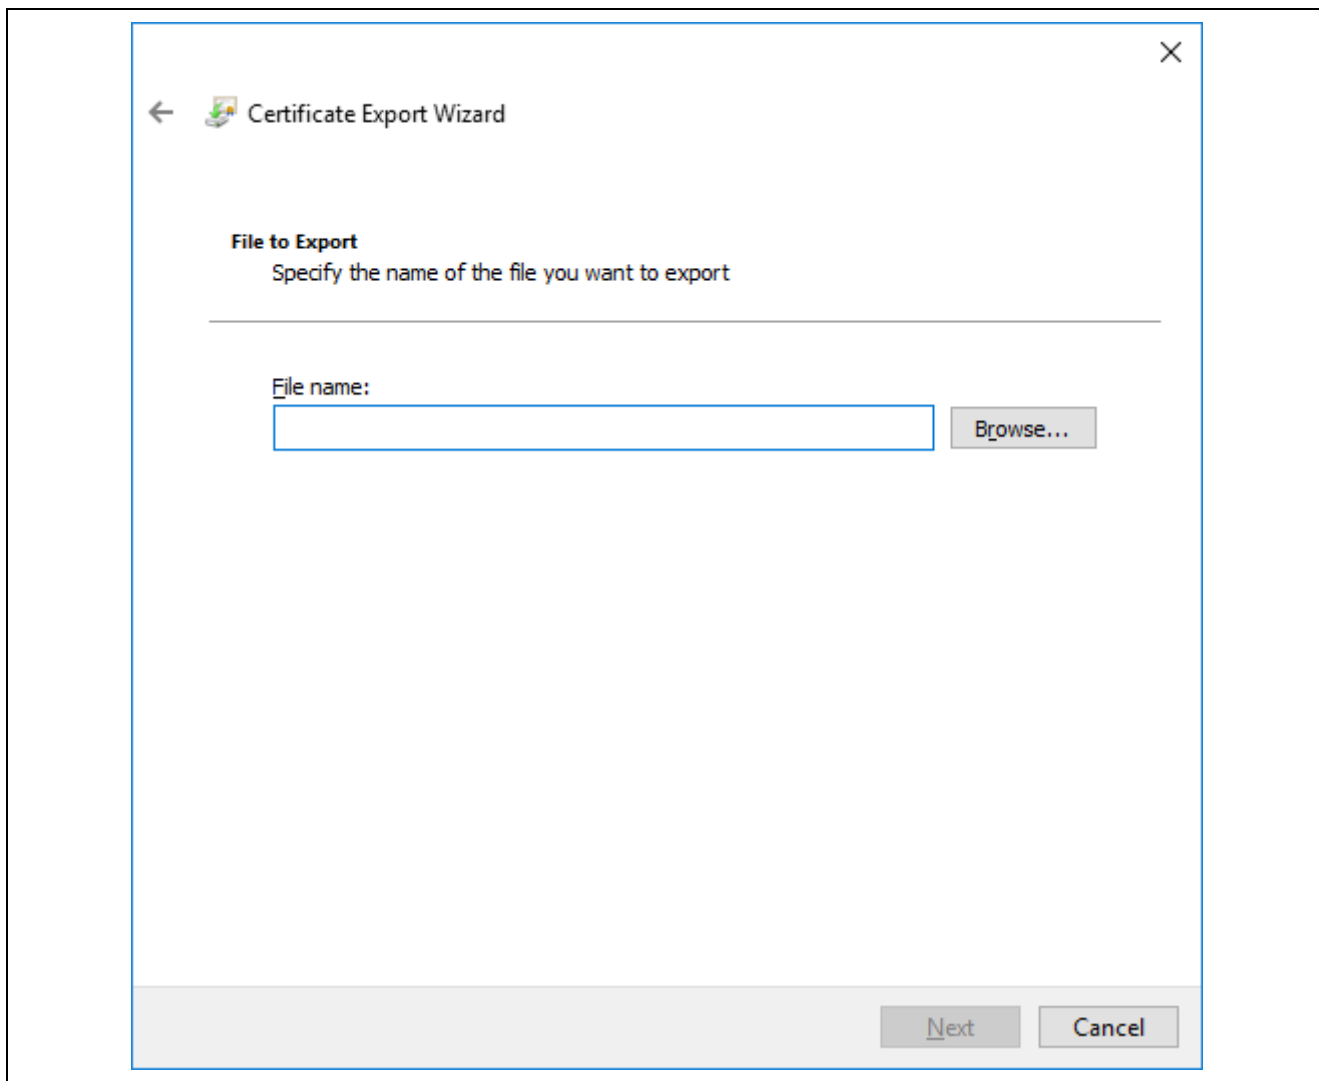 Certificate Export Wizard
File to Export
Specify the name of the file you want to export
File name:
Browse...
Next
Cancel